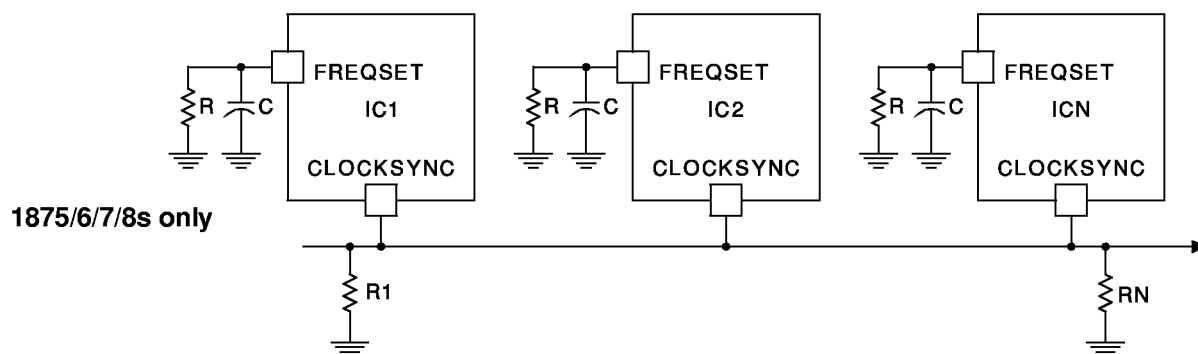 FREQSET
FREQSET
FREQSET
R
C
IC1
R
C
IC2
R
C
ICN
CLOCKSYNC
CLOCKSYNC
CLOCKSYNC
1875/6/7/8s only
R1
RN